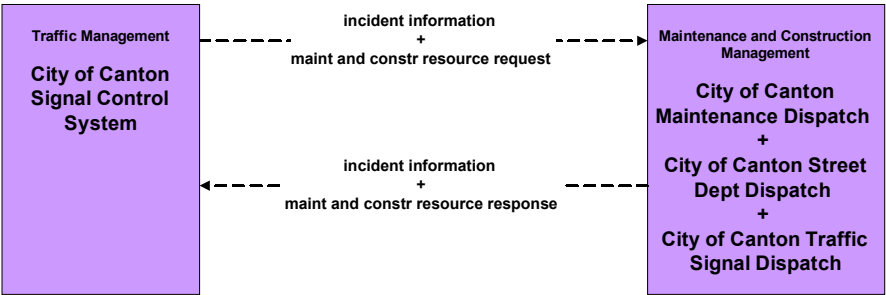 Traffic Management
City of Canton
Signal Control
System
incident information
+
maint and constr resource request
incident information
+
maint and constr resource response
Maintenance and Construction
Management
City of Canton
Maintenance Dispatch
+
City of Canton Street
Dept Dispatch
+
City of Canton Traffic
Signal Dispatch